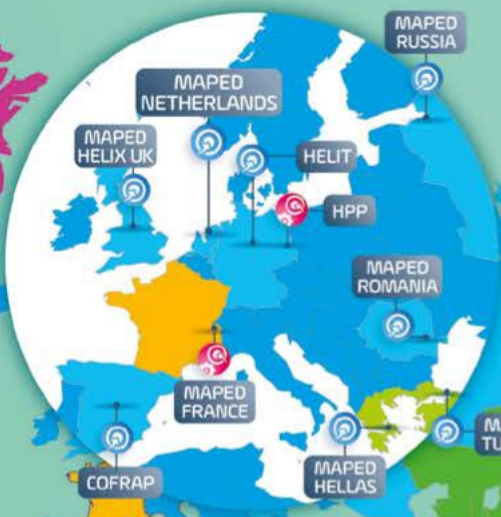 MAPED
RUSSIA
MAPED
NETHERLANDS
MAPED
HELIX UK
HELIT
HPP
MAPED
ROMANIA
MAPED
FRANCE
MAPED
HELLAS
COFRAP